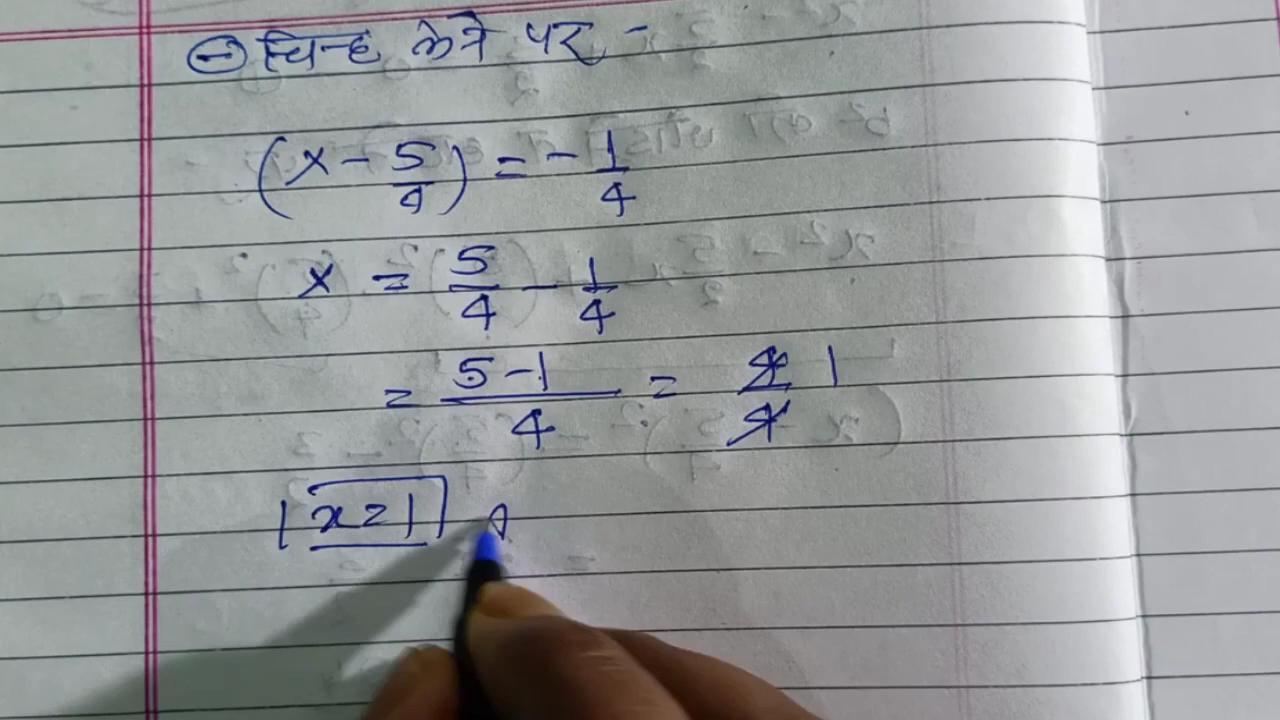 ⊖ चिन्ह लेने पर -
(x - 5/4) = - 1/4
x = 5/4 - 1/4
= 5-1/4 = 4/4 1
x = 1